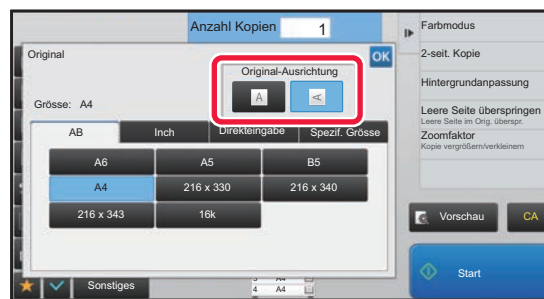 Anzahl Kopien 1
Original
OK
Original-Ausrichtung
A A
Grösse: A4
AB Inch Direkteingabe Spezif. Grösse
A6 A5 B5
A4 216 x 330 216 x 340
216 x 343 16k
Sonstiges
3 A4
4 A4
Farbmodus
2-seit. Kopie
Hintergrundanpassung
Leere Seite überspringen
Leere Seite im Orig. überspr.
Zoomfaktor
Kopie vergrößern/verkleinern
Vorschau CA
Start